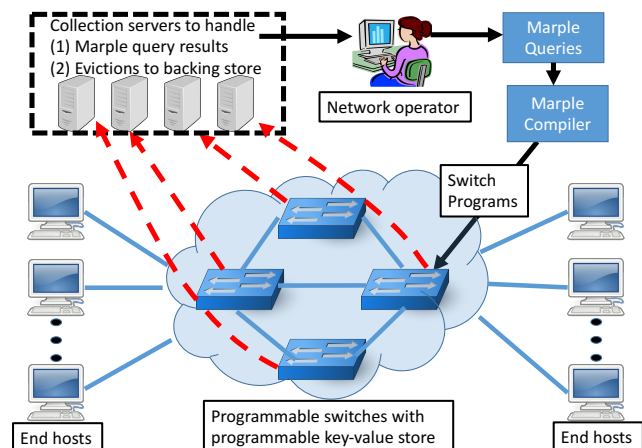 Collection servers to handle
(1) Marple query results
(2) Evictions to backing store
Network operator
Marple
Queries
Marple
Compiler
Switch
Programs
End hosts
Programmable switches with
programmable key-value store
End hosts